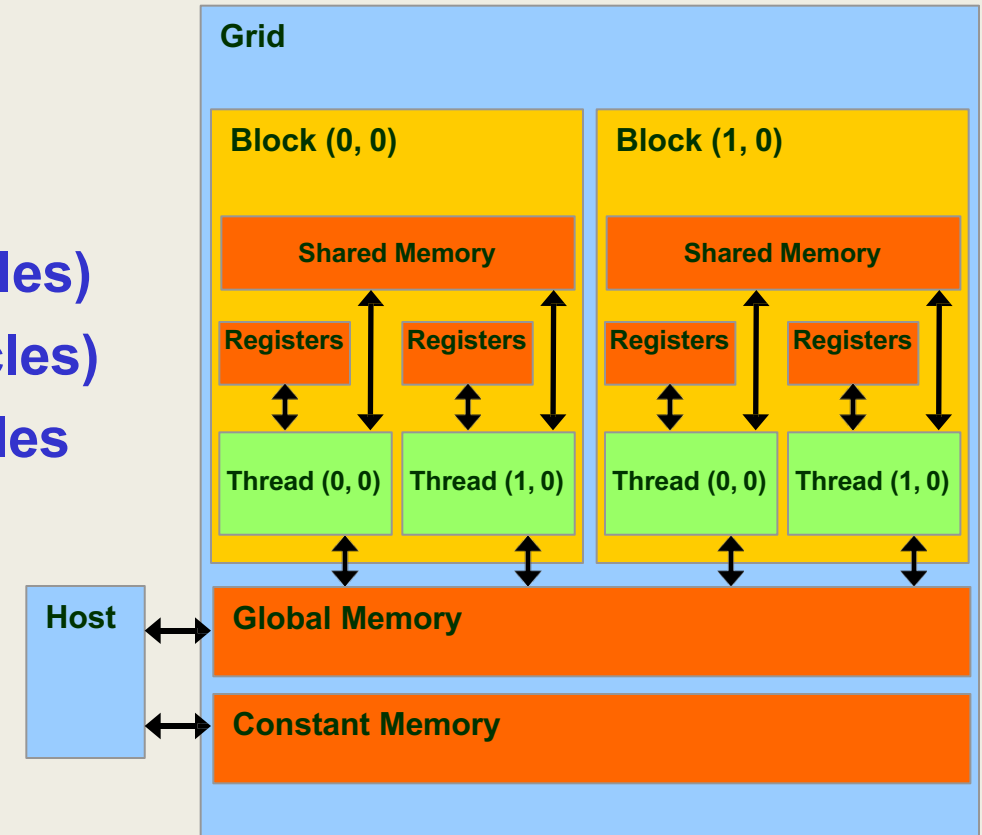 les)
cles)
les
Grid
Block (0, 0)
Block (1, 0)
Shared Memory
Shared Memory
Registers
Registers
Registers
Registers
Thread (0, 0)
Thread (1, 0)
Thread (0, 0)
Thread (1, 0)
Host
Global Memory
Constant Memory